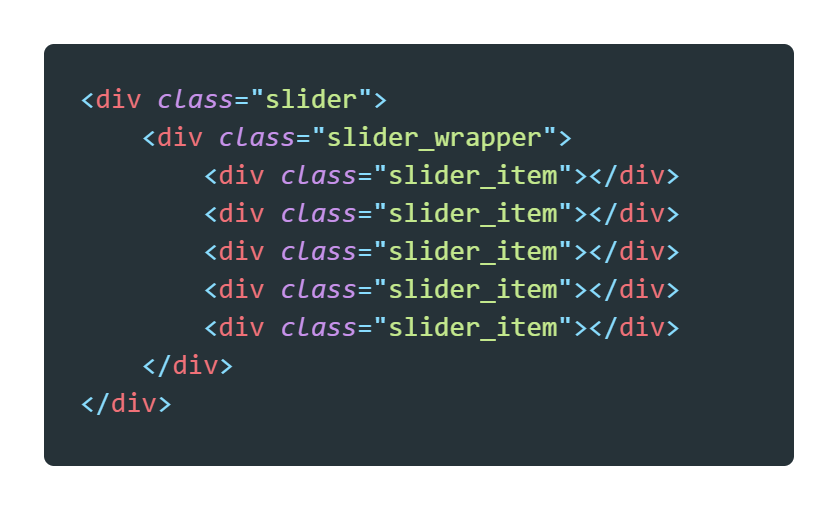 <div class="slider">
    <div class="slider_wrapper">
        <div class="slider_item"></div>
        <div class="slider_item"></div>
        <div class="slider_item"></div>
        <div class="slider_item"></div>
        <div class="slider_item"></div>
    </div>
</div>